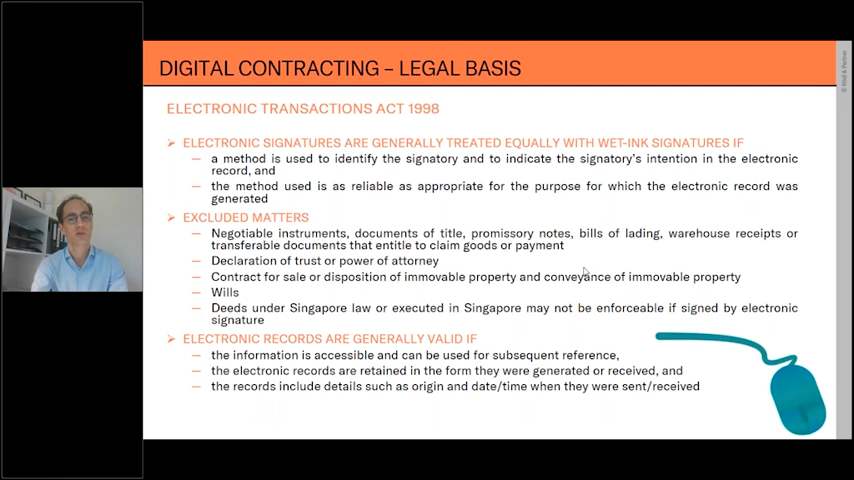 DIGITAL CONTRACTING – LEGAL BASIS
ELECTRONIC TRANSACTIONS ACT 1998
➢ ELECTRONIC SIGNATURES ARE GENERALLY TREATED EQUALLY WITH WET-INK SIGNATURES IF
— a method is used to identify the signatory and to indicate the signatory's intention in the electronic
record, and
— the method used is as reliable as appropriate for the purpose for which the electronic record was
generated
➢ EXCLUDED MATTERS
— Negotiable instruments, documents of title, promissory notes, bills of lading, warehouse receipts or
transferable documents that entitle to claim goods or payment
— Declaration of trust or power of attorney
— Contract for sale or disposition of immovable property and conveyance of immovable property
— Wills
— Deeds under Singapore law or executed in Singapore may not be enforceable if signed by electronic
signature
➢ ELECTRONIC RECORDS ARE GENERALLY VALID IF
— the information is accessible and can be used for subsequent reference,
— the electronic records are retained in the form they were generated or received, and
— the records include details such as origin and date/time when they were sent/received